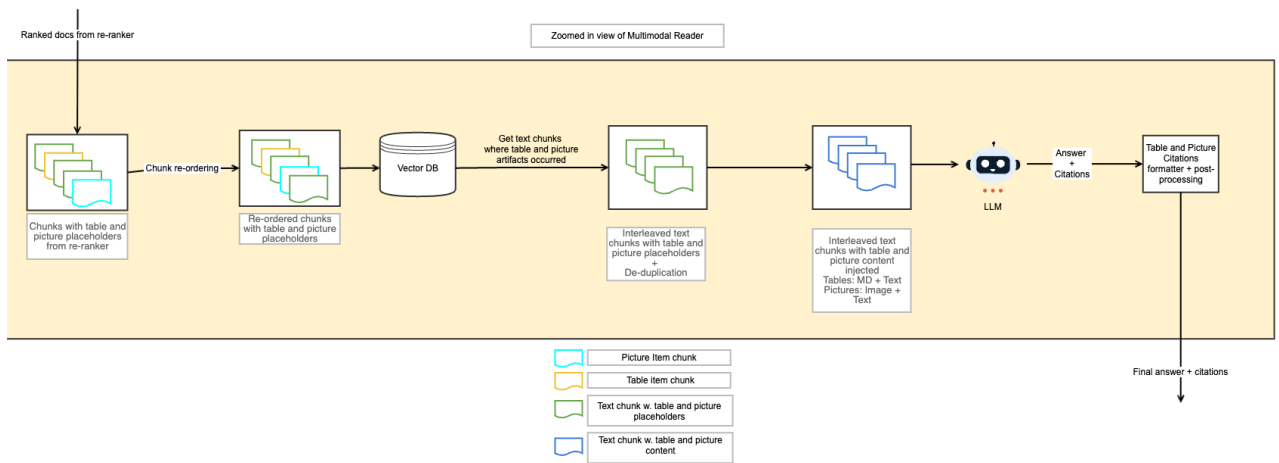 Ranked docs from re-ranker
Zoomed in view of Multimodal Reader
Chunk re-ordering
Vector DB
Get text chunks
where table and picture
artifacts occurred
LLM
Answer
+
Citations
Table and Picture
Citations
formatter + post-
processing
Chunks with table and
picture placeholders
from re-ranker
Re-ordered chunks
with table and picture
placeholders
Interleaved text
chunks with table and
picture placeholders
+
De-duplication
Interleaved text
chunks with table and
picture content
injected
Tables: MD + Text
Pictures: Image +
Text
Final answer + citations
Picture Item chunk
Table item chunk
Text chunk w. table and picture
placeholders
Text chunk w. table and picture
content